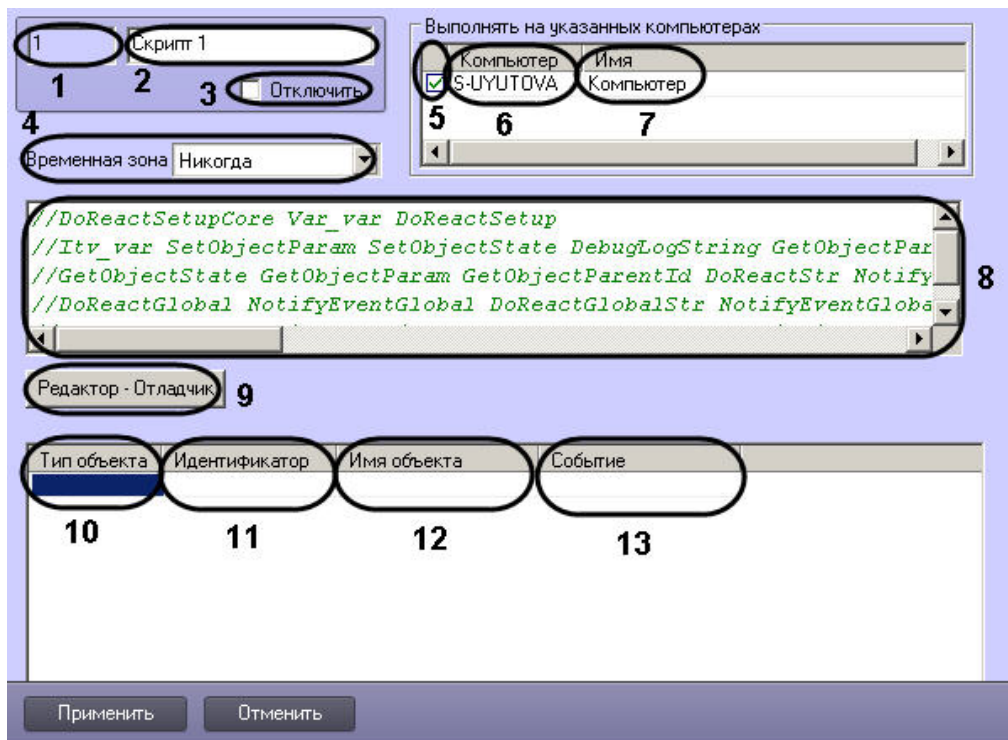 1 Скрипт 1
1 2 3 Отключить
4
Временная зона Никогда
Выполнять на указанных компьютерах
Компьютер Имя
S-UYUTOVA Компьютер
5 6 7
//DoReactSetupCore Var_var DoReactSetup
//Itv_var SetObjectParam SetObjectState DebugLogString GetObjectPar
//GetObjectState GetObjectParam GetObjectParentId DoReactStr Notify
//DoReactGlobal NotifyEventGlobal DoReactGlobalStr NotifyEventGloba
8
Редактор - Отладчик 9
Тип объекта Идентификатор Имя объекта Событие
10 11 12 13
Применить Отменить